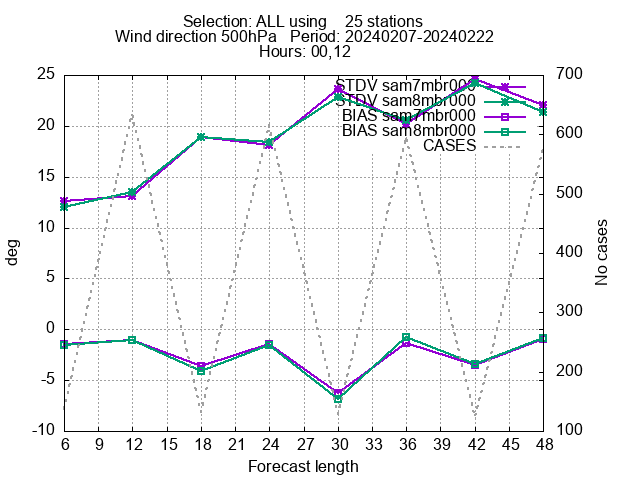 Selection: ALL using 25 stations
Wind direction 500hPa Period: 20240207-20240222
Hours: 00,12
25
20
15
10
5
0
-5
-10
deg
700
600
500
400
300
200
100
No cases
STDV sam7mbr000
STDV sam8mbr000
BIAS sam7mbr000
BIAS sam8mbr000
CASES
6 9 12 15 18 21 24 27 30 33 36 39 42 45 48
Forecast length